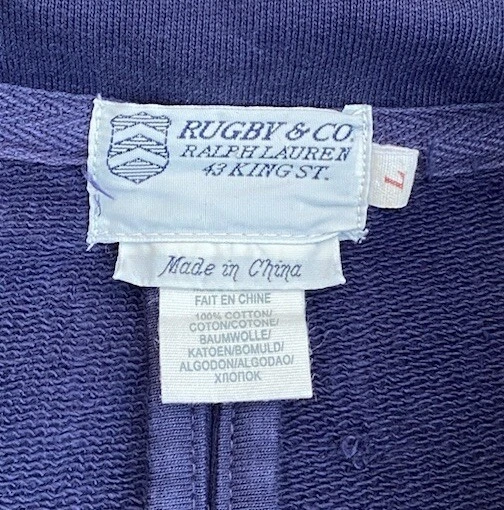 RUGBY & CO
RALPH LAUREN
43 KING ST.
L
Made in China
FAIT EN CHINE
100% COTTON/
COTON/COTONE/
BAUMWOLLE/
KATOEN/BOMULD/
ALGODON/ALGODAO/
ХЛОПОК